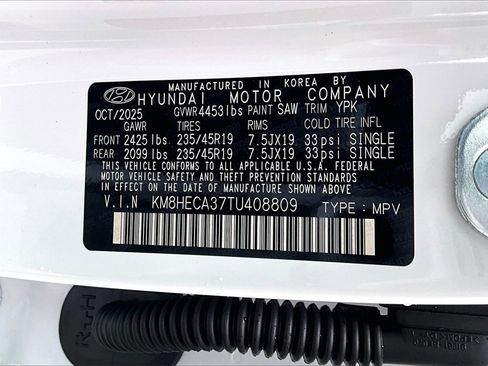 MANUFACTURED IN KOREA BY
HYUNDAI MOTOR COMPANY
OCT/2025 GVWR4453lbs PAINT SAW TRIM YPK
GAWR TIRES RIMS COLD TIRE INFL
FRONT 2425 lbs 235/45R19 7.5JX19 33psi SINGLE
REAR 2099 lbs 235/45R19 7.5JX19 33psi SINGLE
THIS VEHICLE CONFORMS TO ALL APPLICABLE U.S.A. FEDERAL
MOTOR VEHICLE SAFETY, BUMPER, AND THEFT PREVENTION STANDARDS
IN EFFECT ON THE DATE OF MANUFACTURE SHOWN ABOVE.
V.I.N KM8HECA37TU408809 TYPE : MPV
RuH